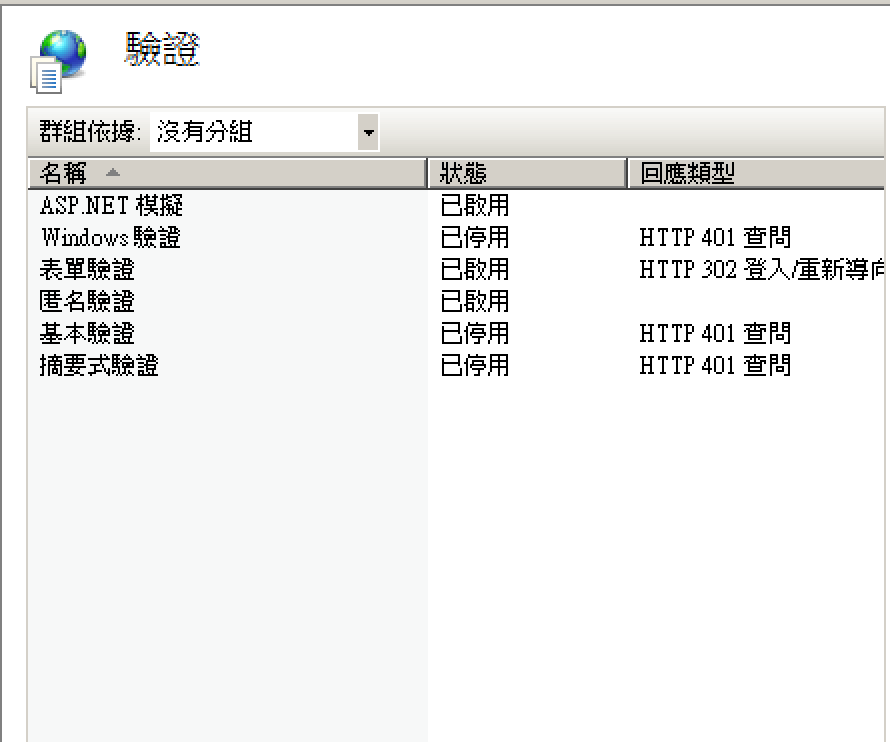 驗證
群組依據: 沒有分組
名稱 狀態 回應類型
ASP.NET 模擬 已啟用
Windows 驗證 已停用 HTTP 401 查問
表單驗證 已啟用 HTTP 302 登入/重新導向
匿名驗證 已啟用
基本驗證 已停用 HTTP 401 查問
摘要式驗證 已停用 HTTP 401 查問